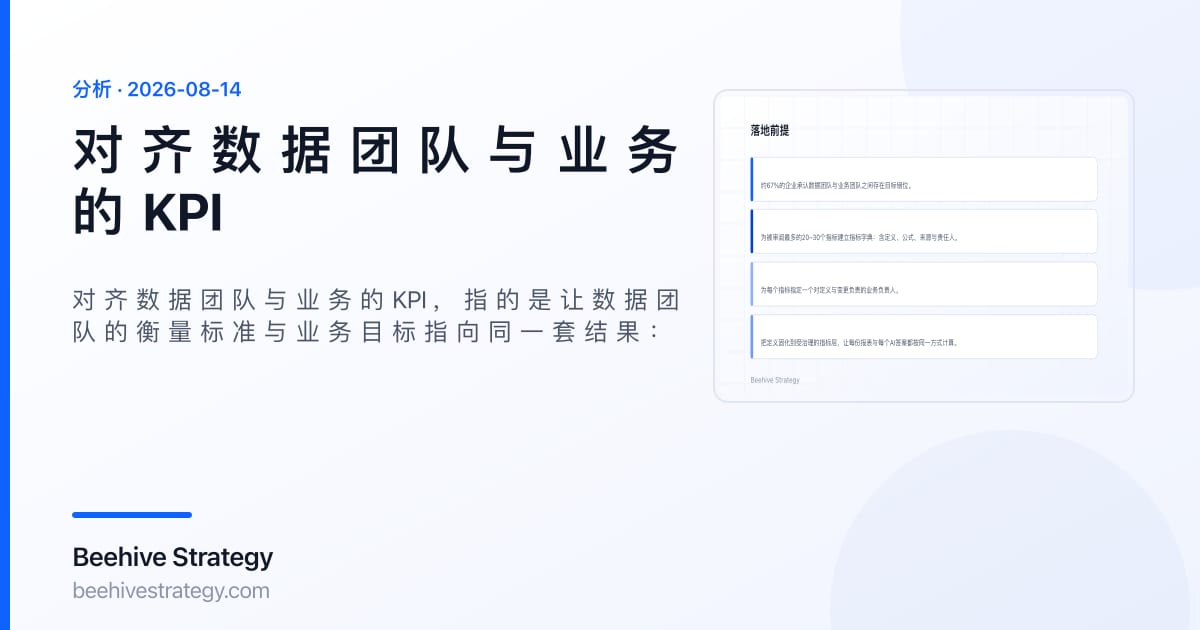 分析 · 2026-08-14
对齐数据团队与业务
的 KPI
对齐数据团队与业务的 KPI，指的是让数据团
队的衡量标准与业务目标指向同一套结果：
落地前提
约67%的企业承认数据团队与业务团队之间存在目标错位。
为被审阅最多的20–30个指标建立指标字典：含定义、公式、来源与责任人。
为每个指标指定一个对定义与变更负责的业务负责人。
把定义固化到受治理的指标层，让每份报表与每个AI答案都按同一方式计算。
Beehive Strategy
Beehive Strategy
beehivestrategy.com